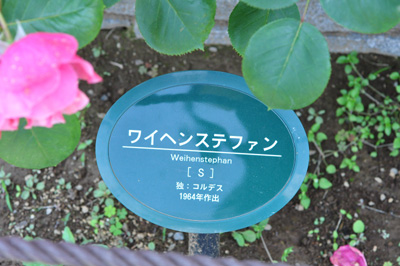 ワイヘンステファン
Weihenstephan
[ S ]
独：コルデス
1964年作出